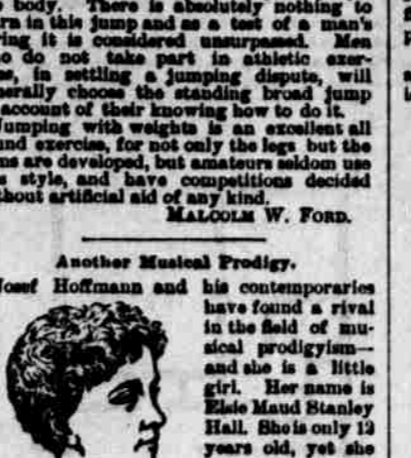 body. There is absolutely nothing to
in this jump and as a test of a man's
it is considered unsurpassed. Men
do not take part in athletic exer-
in settling a jumping dispute, will
choose the standing broad jump
account of their knowing how to do it.
Jumping with weights is an excellent all
exercise, for not only the legs but the
are developed, but amateurs seldom use
style, and have competitions decided
without artificial aid of any kind.
MALCOLM W. FORD.
Another Musical Prodigy.
Josef Hoffmann and his contemporaries
have found a rival
in the field of mu-
sical prodigyism—
and she is a little
girl. Her name is
Elsie Maud Stanley
Hall. She is only 12
years old, yet she